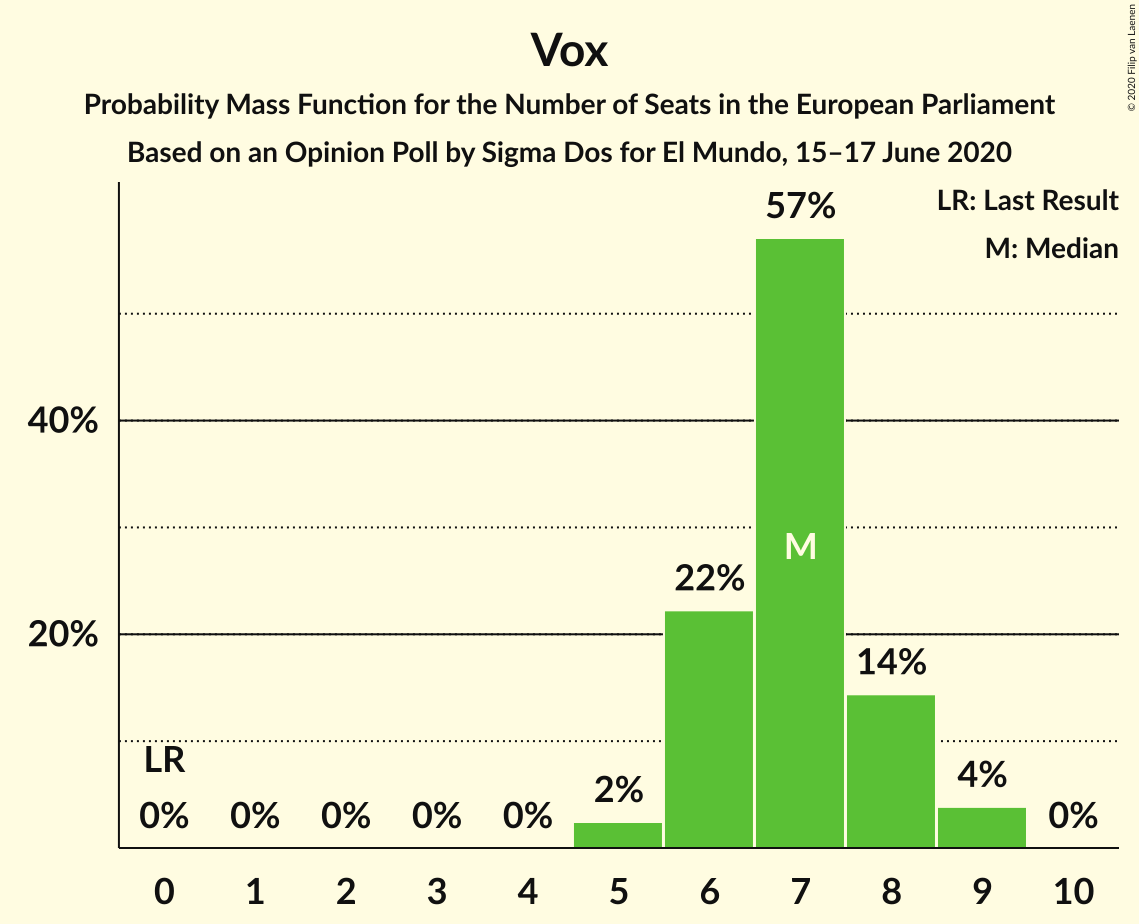 Vox
Probability Mass Function for the Number of Seats in the European Parliament
Based on an Opinion Poll by Sigma Dos for El Mundo, 15–17 June 2020
© 2020 Filip van Laenen
LR: Last Result
M: Median
57%
40%
M
22%
20%
14%
LR
4%
2%
0% 0% 0% 0% 0% 0%
0 1 2 3 4 5 6 7 8 9 10